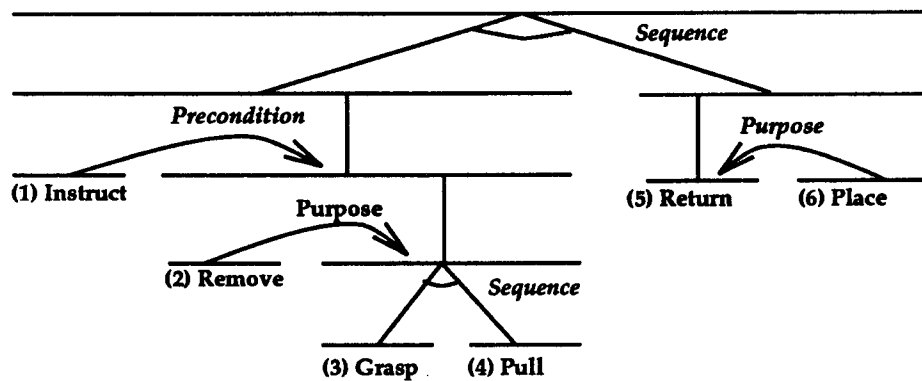 Sequence
Precondition
Purpose
(1) Instruct
(5) Return
(6) Place
Purpose
(2) Remove
Sequence
(3) Grasp
(4) Pull